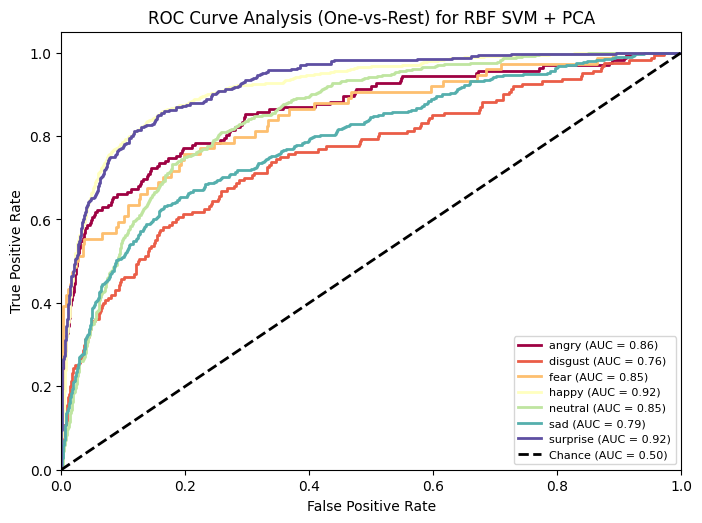 ROC Curve Analysis (One-vs-Rest) for RBF SVM + PCA
True Positive Rate
1.0
0.8
0.6
0.4
0.2
0.0
angry (AUC = 0.86)
disgust (AUC = 0.76)
fear (AUC = 0.85)
happy (AUC = 0.92)
neutral (AUC = 0.85)
sad (AUC = 0.79)
surprise (AUC = 0.92)
Chance (AUC = 0.50)
0.0 0.2 0.4 0.6 0.8 1.0
False Positive Rate